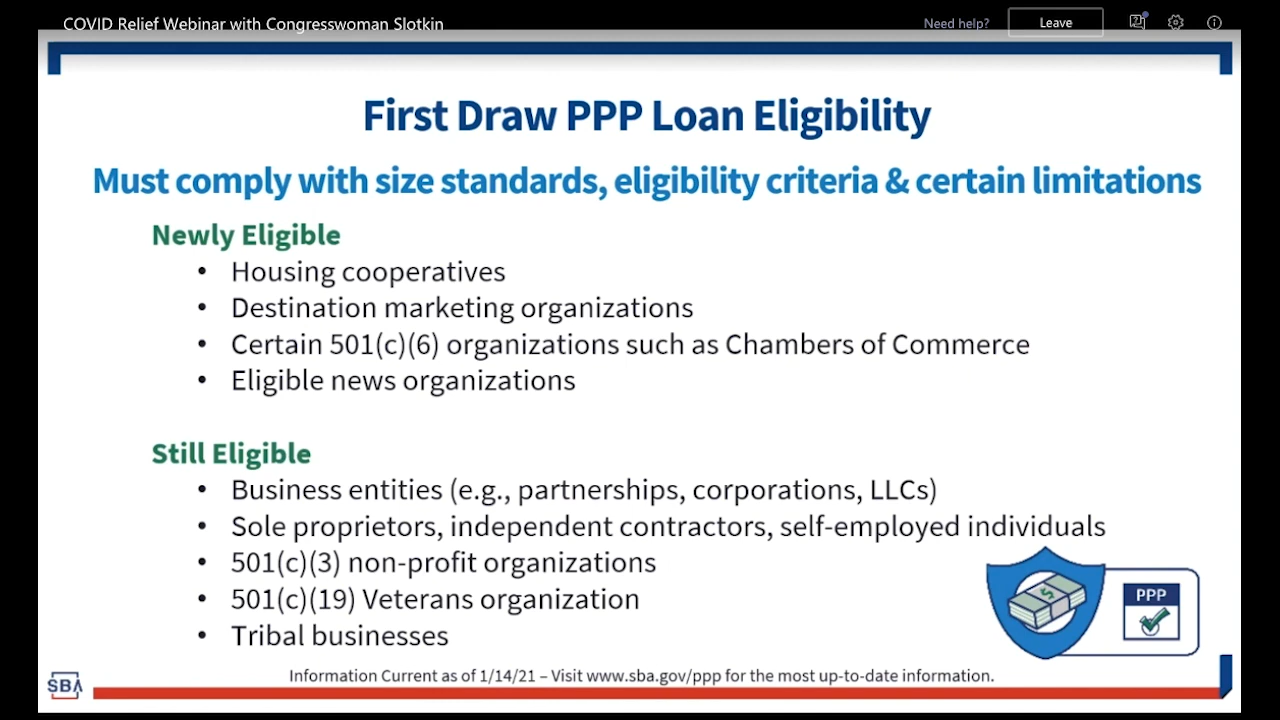 COVID Relief Webinar with Congresswoman Slotkin
Need help?
Leave
First Draw PPP Loan Eligibility
Must comply with size standards, eligibility criteria & certain limitations
Newly Eligible
• Housing cooperatives
• Destination marketing organizations
• Certain 501(c)(6) organizations such as Chambers of Commerce
• Eligible news organizations
Still Eligible
• Business entities (e.g., partnerships, corporations, LLCs)
• Sole proprietors, independent contractors, self-employed individuals
• 501(c)(3) non-profit organizations
• 501(c)(19) Veterans organization
• Tribal businesses
$
PPP
Information Current as of 1/14/21 – Visit www.sba.gov/ppp for the most up-to-date information.
SBA